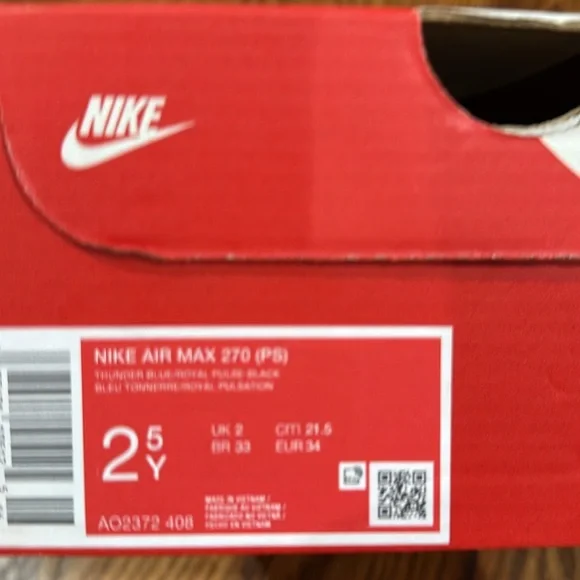 NIKE
NIKE AIR MAX 270 (PS)
THUNDER BLUE/ROYAL PULSE-BLACK
BLEU TONNERRE/ROYAL PULSATION
2 5Y
UK 2 CM 21.5
BR 33 EUR 34
MADE IN VIETNAM /
FABRIQUÉ AU VIETNAM /
FABRICADO EN VIETNAM /
AO2372 408